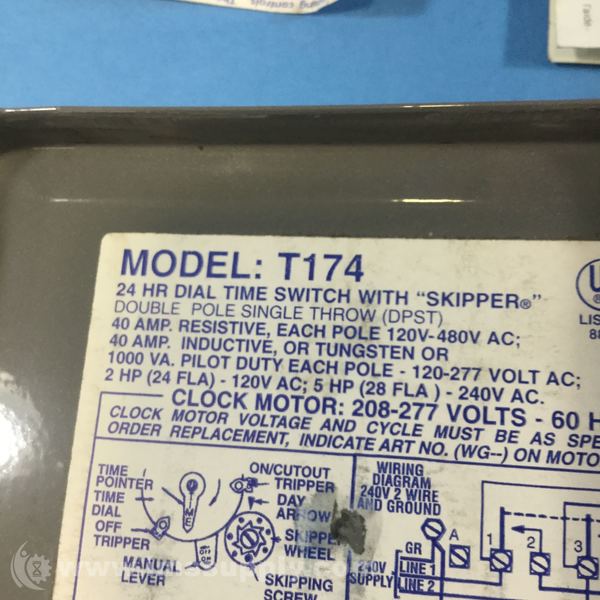 MODEL: T174
24 HR DIAL TIME SWITCH WITH "SKIPPER®"
DOUBLE POLE SINGLE THROW (DPST)
40 AMP. RESISTIVE, EACH POLE 120V-480V AC;
40 AMP. INDUCTIVE, OR TUNGSTEN OR
1000 VA. PILOT DUTY EACH POLE - 120-277 VOLT AC;
2 HP (24 FLA) - 120V AC; 5 HP (28 FLA ) - 240V AC.
CLOCK MOTOR: 208-277 VOLTS - 60 H
CLOCK MOTOR VOLTAGE AND CYCLE MUST BE AS SPE
ORDER REPLACEMENT, INDICATE ART NO. (WG--) ON MOTO
TIME
POINTER
TIME
DIAL
OFF
TRIPPER
MANUAL
LEVER
ON/CUTOUT
TRIPPER
DAY
ARROW
SKIPPE
WHEEL
SKIPPING
SCREW
WIRING
DIAGRAM
240V 2 WIRE
AND GROUND
GR
240V
SUPPLY
LINE 1
LINE 2
A
1
2
3
LIS
controls.